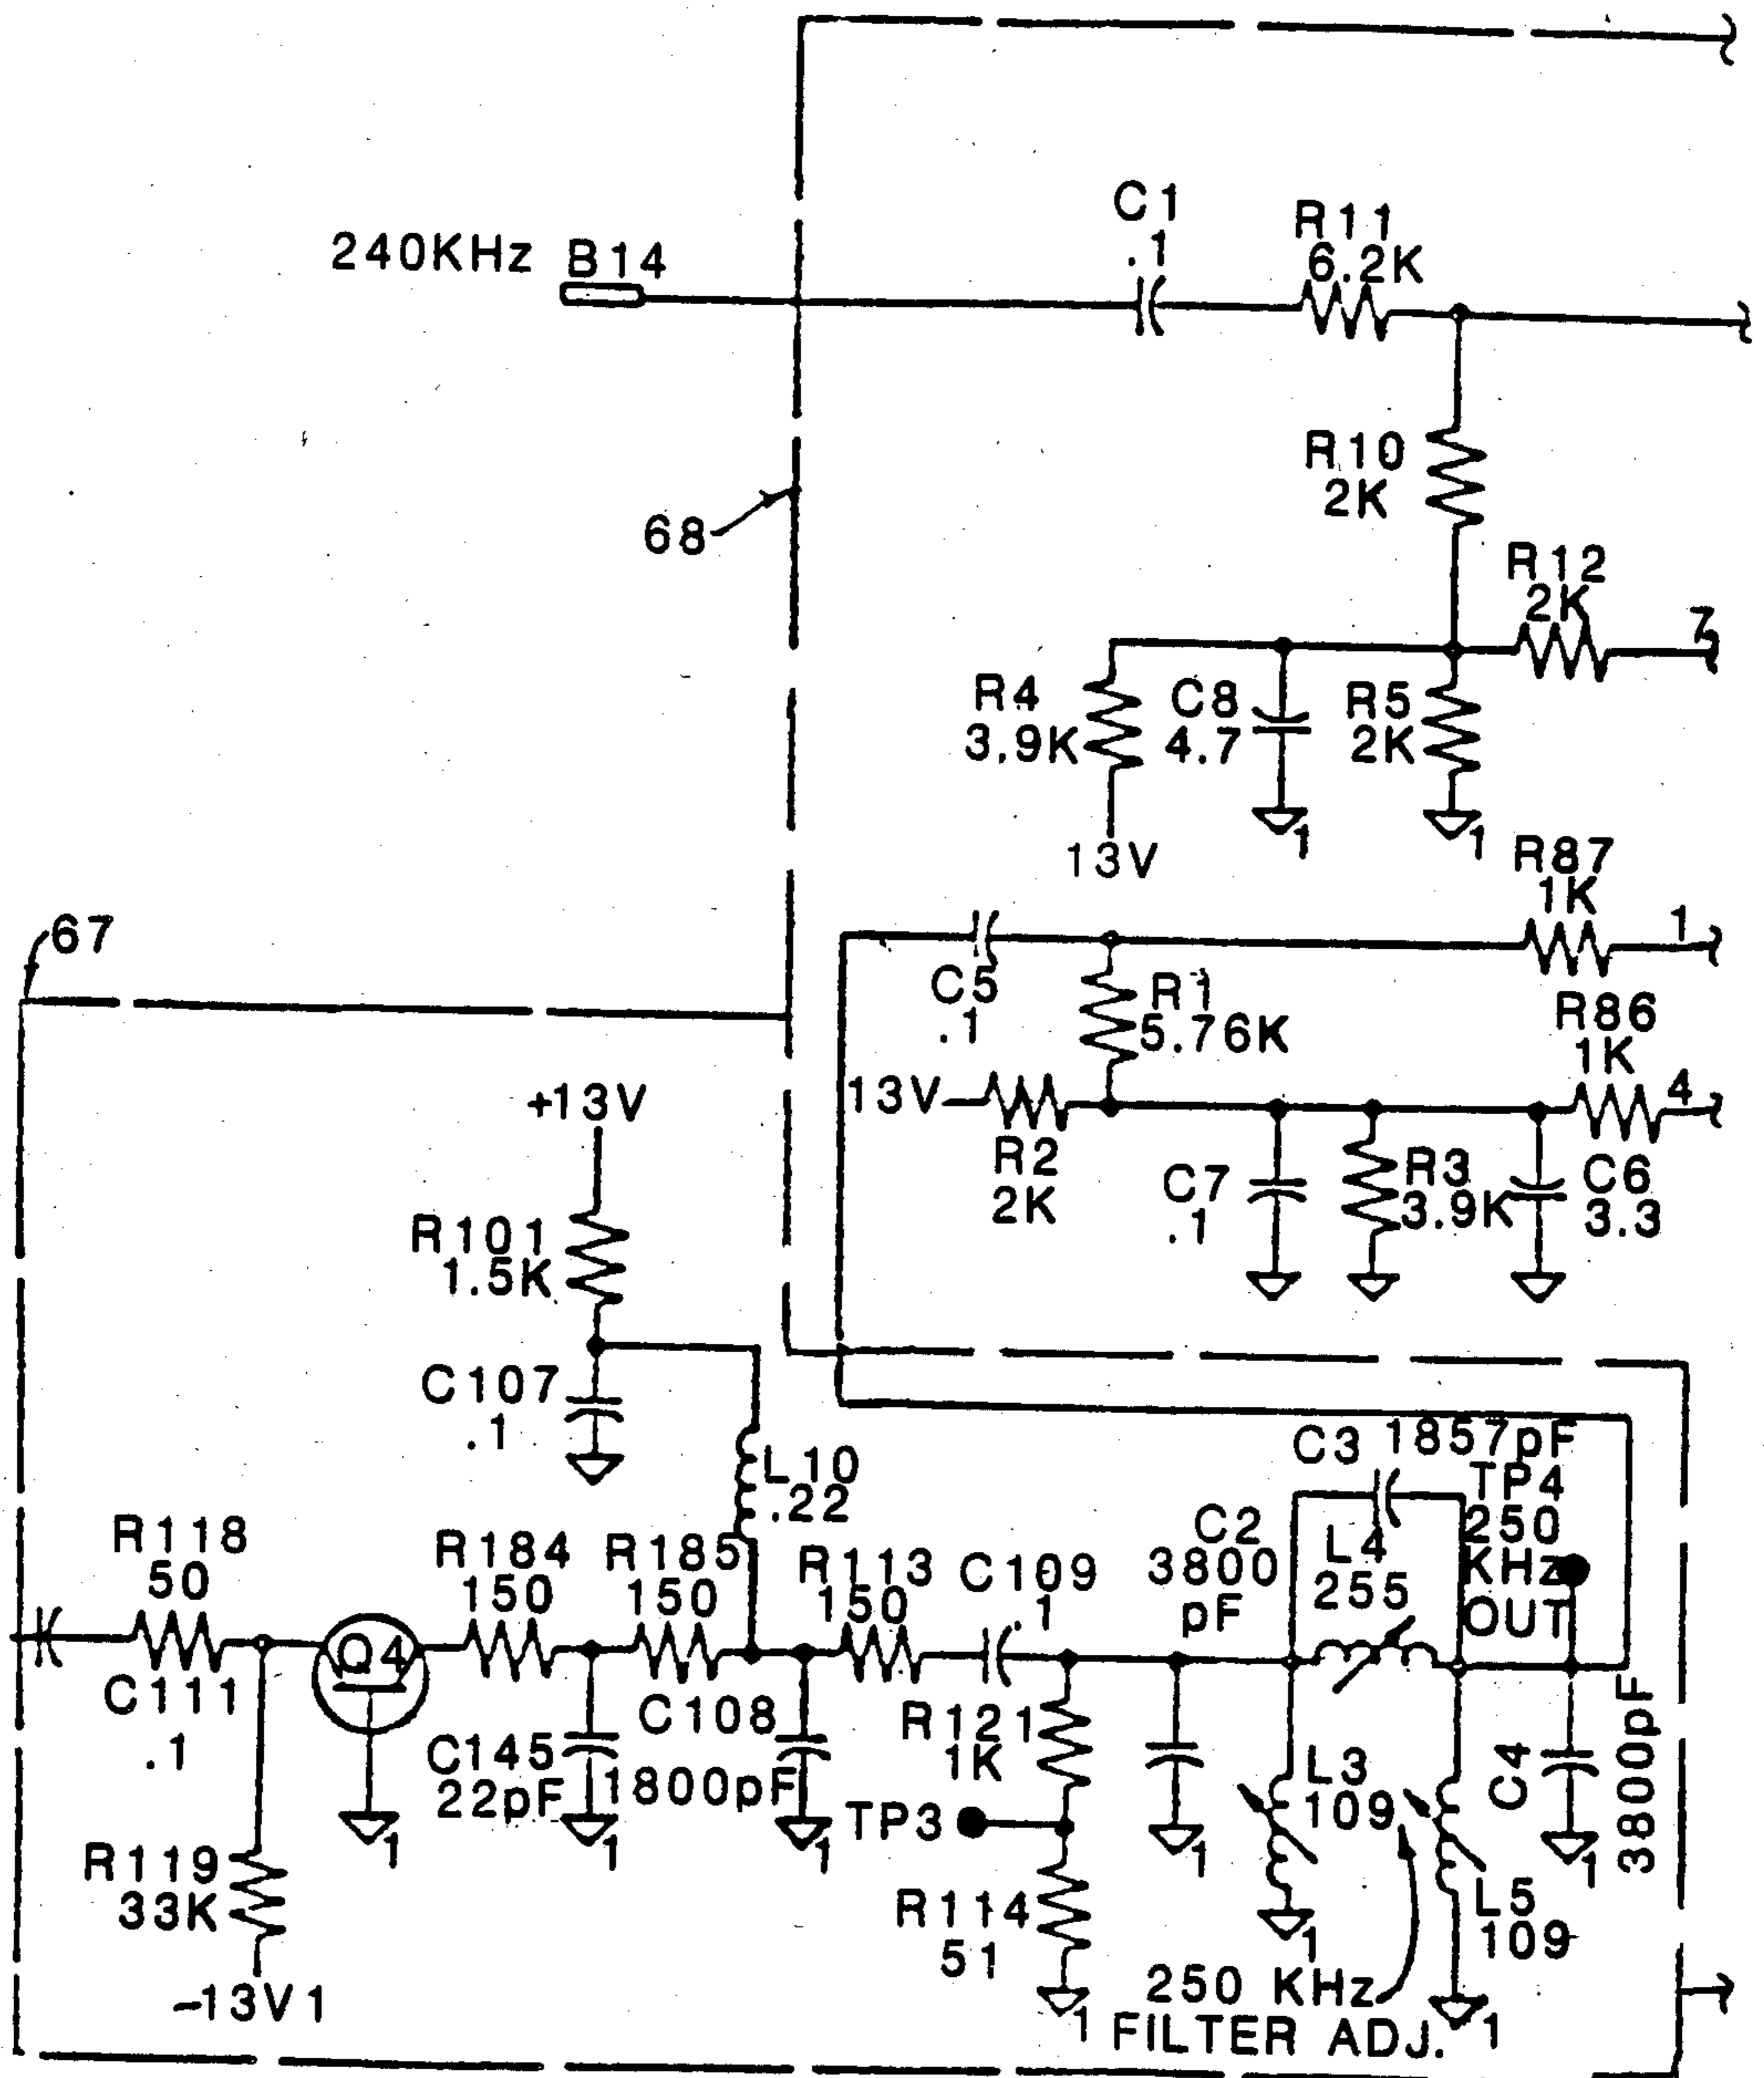 240KHz B14
C1
.1
R11
6.2K
R10
2K
68
R12
2K
7
R4
3.9K
C8
4.7
R5
2K
1
1
13V
R87
1K
1
67
C5
.1
R1
5.76K
R86
1K
4
13V
R2
2K
C7
.1
R3
3.9K
C6
3.3
+13V
R101
1.5K
C107
.1
L10
.22
C3
1857pF
TP4
250
KHz
OUT
R118
50
R184
150
R185
150
R113
150
C109
.1
C2
3800
pF
L4
255
Q4
C111
.1
C145
22pF
C108
1800pF
R121
1K
TP3
L3
109
C4
3800pF
1
1
1
1
1
R119
33K
-13V1
R114
51
1
1
L5
109
1
250 KHz
FILTER ADJ.